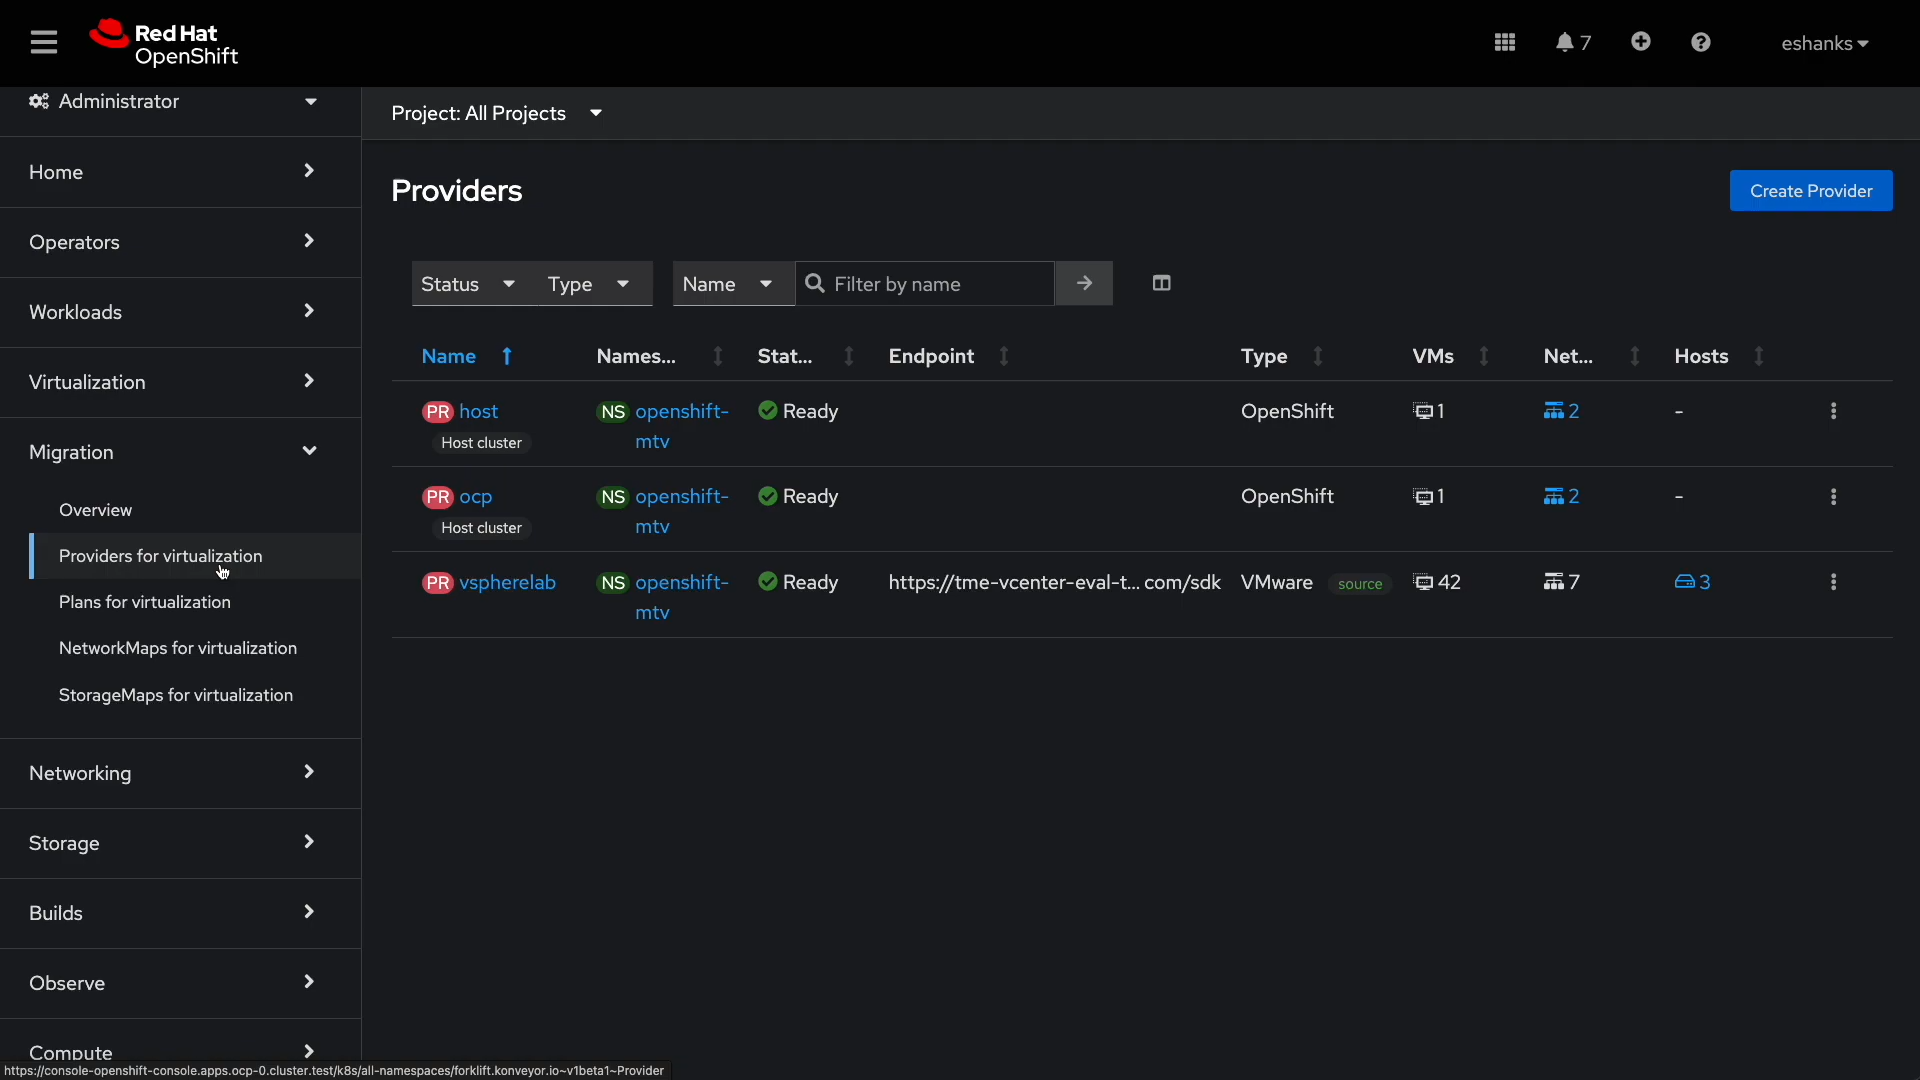 Red Hat
OpenShift
7
eshanks
Administrator
Home
Operators
Workloads
Virtualization
Migration
Overview
Providers for virtualization
Plans for virtualization
NetworkMaps for virtualization
StorageMaps for virtualization
Networking
Storage
Builds
Observe
Compute
Project: All Projects
Providers
Create Provider
Status Type Name Filter by name
Name Names... Stat... Endpoint Type VMs Net... Hosts
PR host NS openshift- Ready OpenShift 1 2 -
Host cluster mtv
PR ocp NS openshift- Ready OpenShift 1 2 -
Host cluster mtv
PR vspherelab NS openshift- Ready https://tme-vcenter-eval-t... com/sdk VMware source 42 7 3
mtv
https://console-openshift-console.apps.ocp-0.cluster.test/k8s/all-namespaces/forklift.konveyor.io~v1beta1~Provider